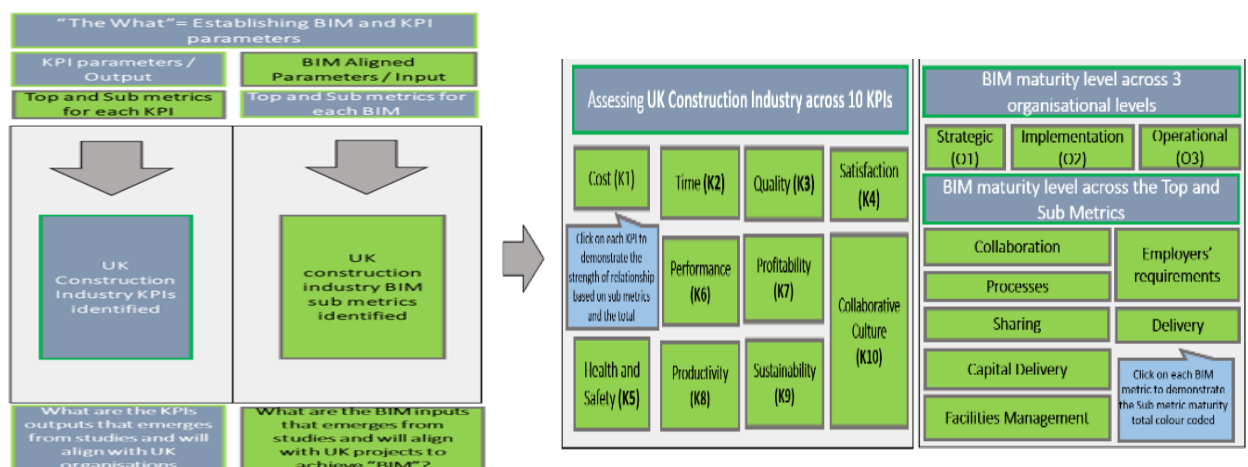 “The What”= Establishing BIM and KPI
parameters
KPI parameters /
Output
BIM Aligned
Parameters / Input
Top and Sub metrics
for each KPI
Top and Sub metrics for
each BIM
UK
Construction
Industry KPIs
identified
UK
construction
industry BIM
sub metrics
identified
What are the KPIs
outputs that emerges
from studies and will
align with UK
organisations
What are the BIM inputs
that emerges from
studies and will align
with UK projects to
achieve “BIM”?
Assessing UK Construction Industry across 10 KPIs
Cost (K1)
Time (K2)
Quality (K3)
Satisfaction
(K4)
Click on each KPI to
demonstrate the
strength of relationship
based on sub metrics
and the total
Performance
(K6)
Profitability
(K7)
Collaborative
Culture
(K10)
Health and
Safety (K5)
Productivity
(K8)
Sustainability
(K9)
BIM maturity level across 3
organisational levels
Strategic
(O1)
Implementation
(O2)
Operational
(O3)
BIM maturity level across the Top and
Sub Metrics
Collaboration
Employers’
requirements
Processes
Sharing
Delivery
Capital Delivery
Facilities Management
Click on each BIM
metric to demonstrate
the Sub metric maturity
total colour coded